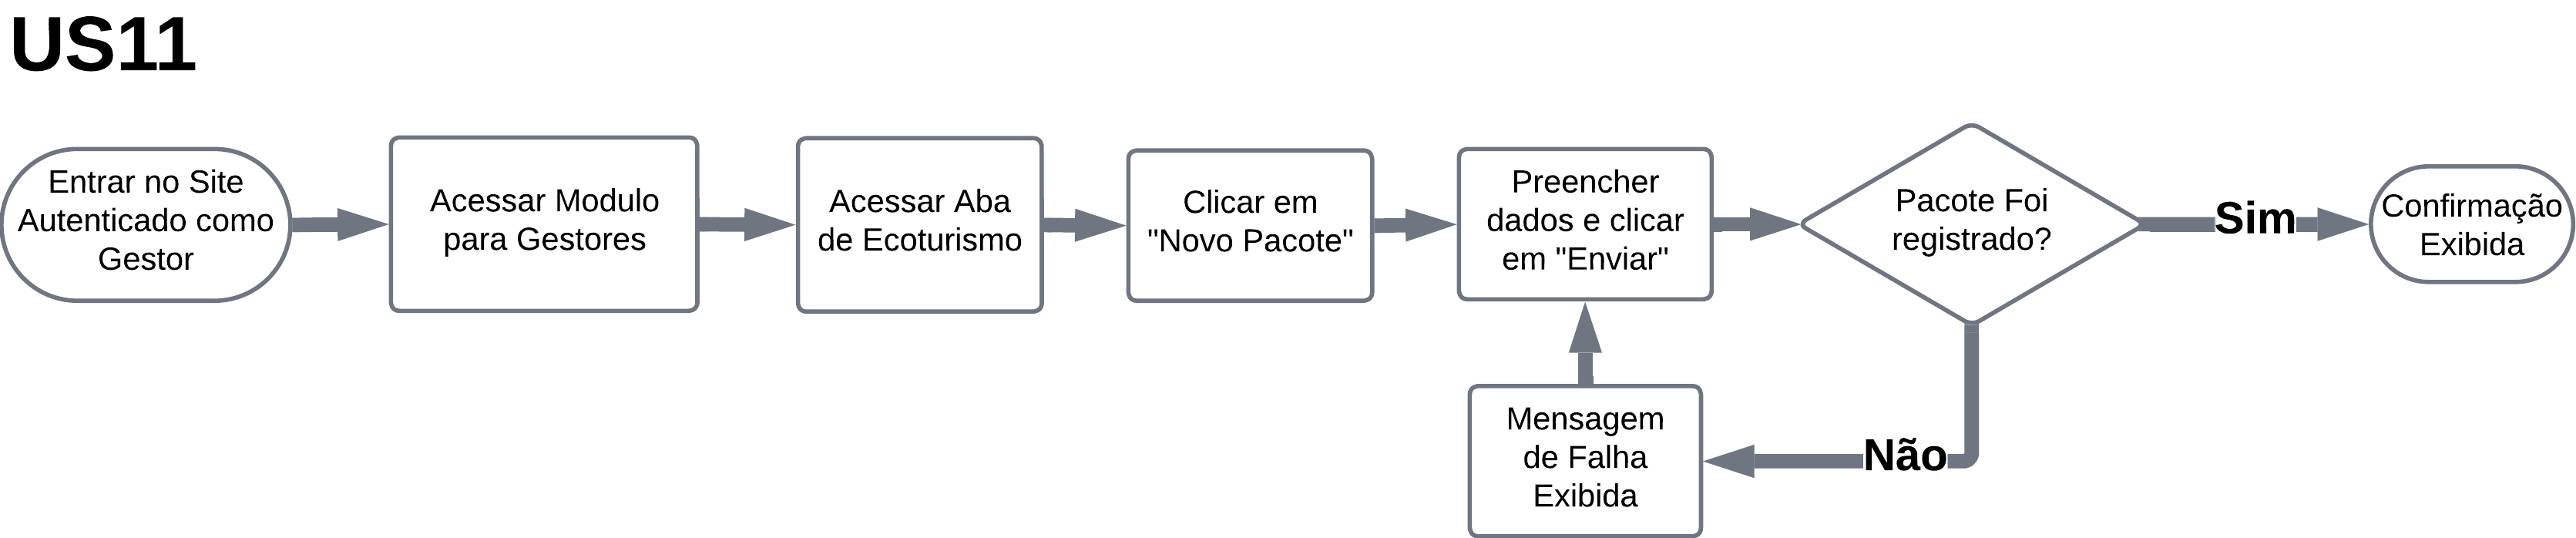 US11
Entrar no Site
Autenticado como
Gestor
Acessar Modulo
para Gestores
Acessar Aba
de Ecoturismo
Clicar em
"Novo Pacote"
Preencher
dados e clicar
em "Enviar"
Pacote Foi
registrado?
Sim
Confirmação
Exibida
Não
Mensagem
de Falha
Exibida